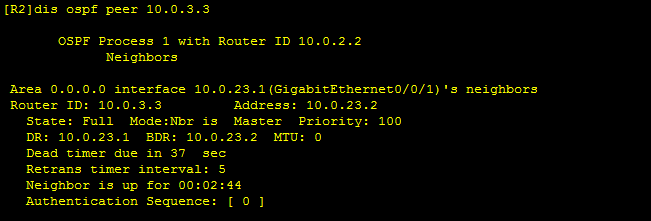 [R2]dis ospf peer 10.0.3.3
OSPF Process 1 with Router ID 10.0.2.2
Neighbors
Area 0.0.0.0 interface 10.0.23.1(GigabitEthernet0/0/1)'s neighbors
Router ID: 10.0.3.3          Address: 10.0.23.2
State: Full  Mode:Nbr is  Master  Priority: 100
DR: 10.0.23.1  BDR: 10.0.23.2  MTU: 0
Dead timer due in 37  sec
Retrans timer interval: 5
Neighbor is up for 00:02:44
Authentication Sequence: [ 0 ]